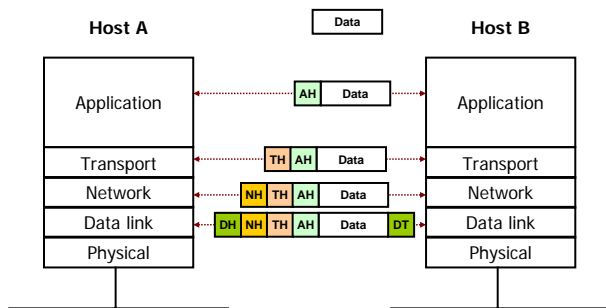 Host A
Data
Host B
Application
AH Data
Application
Transport
TH AH Data
Transport
Network
NH TH AH Data
Network
Data link
DH NH TH AH Data DT
Data link
Physical
Physical